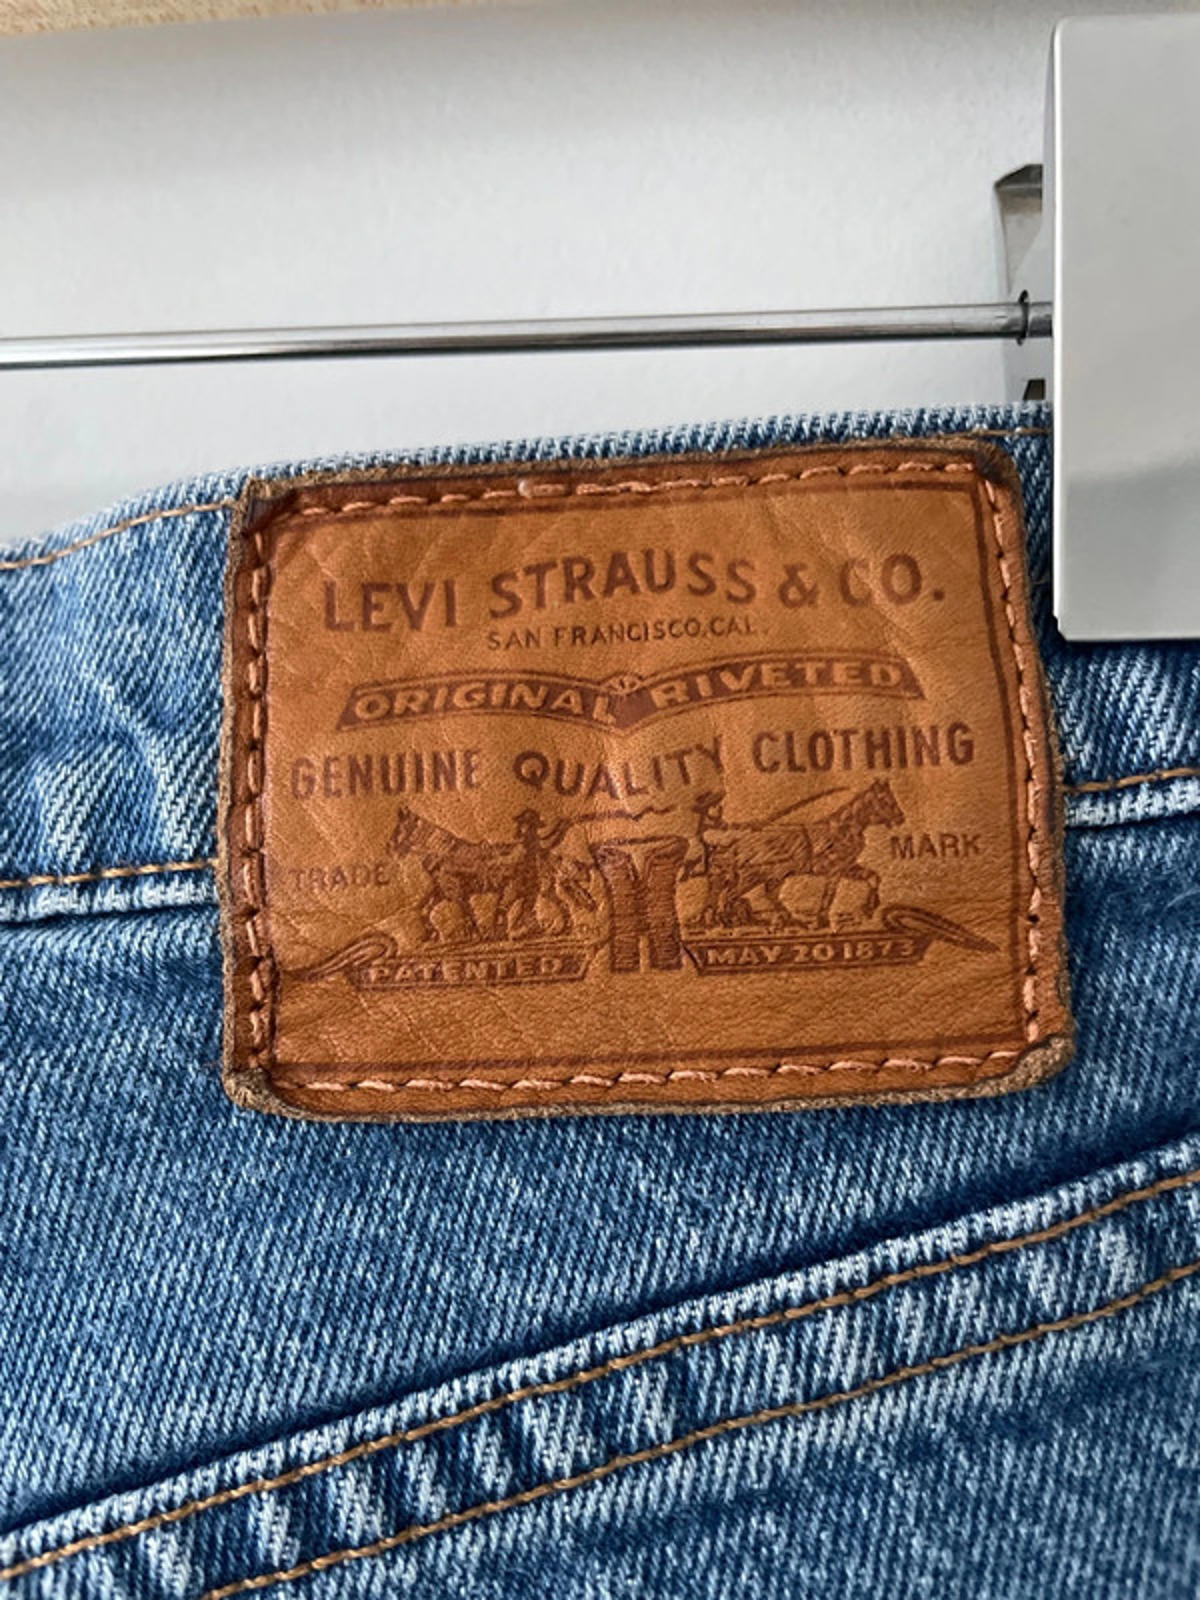 LEVI STRAUSS & CO.
SAN FRANCISCO, CAL.
ORIGINAL RIVETED
GENUINE QUALITY CLOTHING
TRADE MARK
PATENTED MAY 20 1873